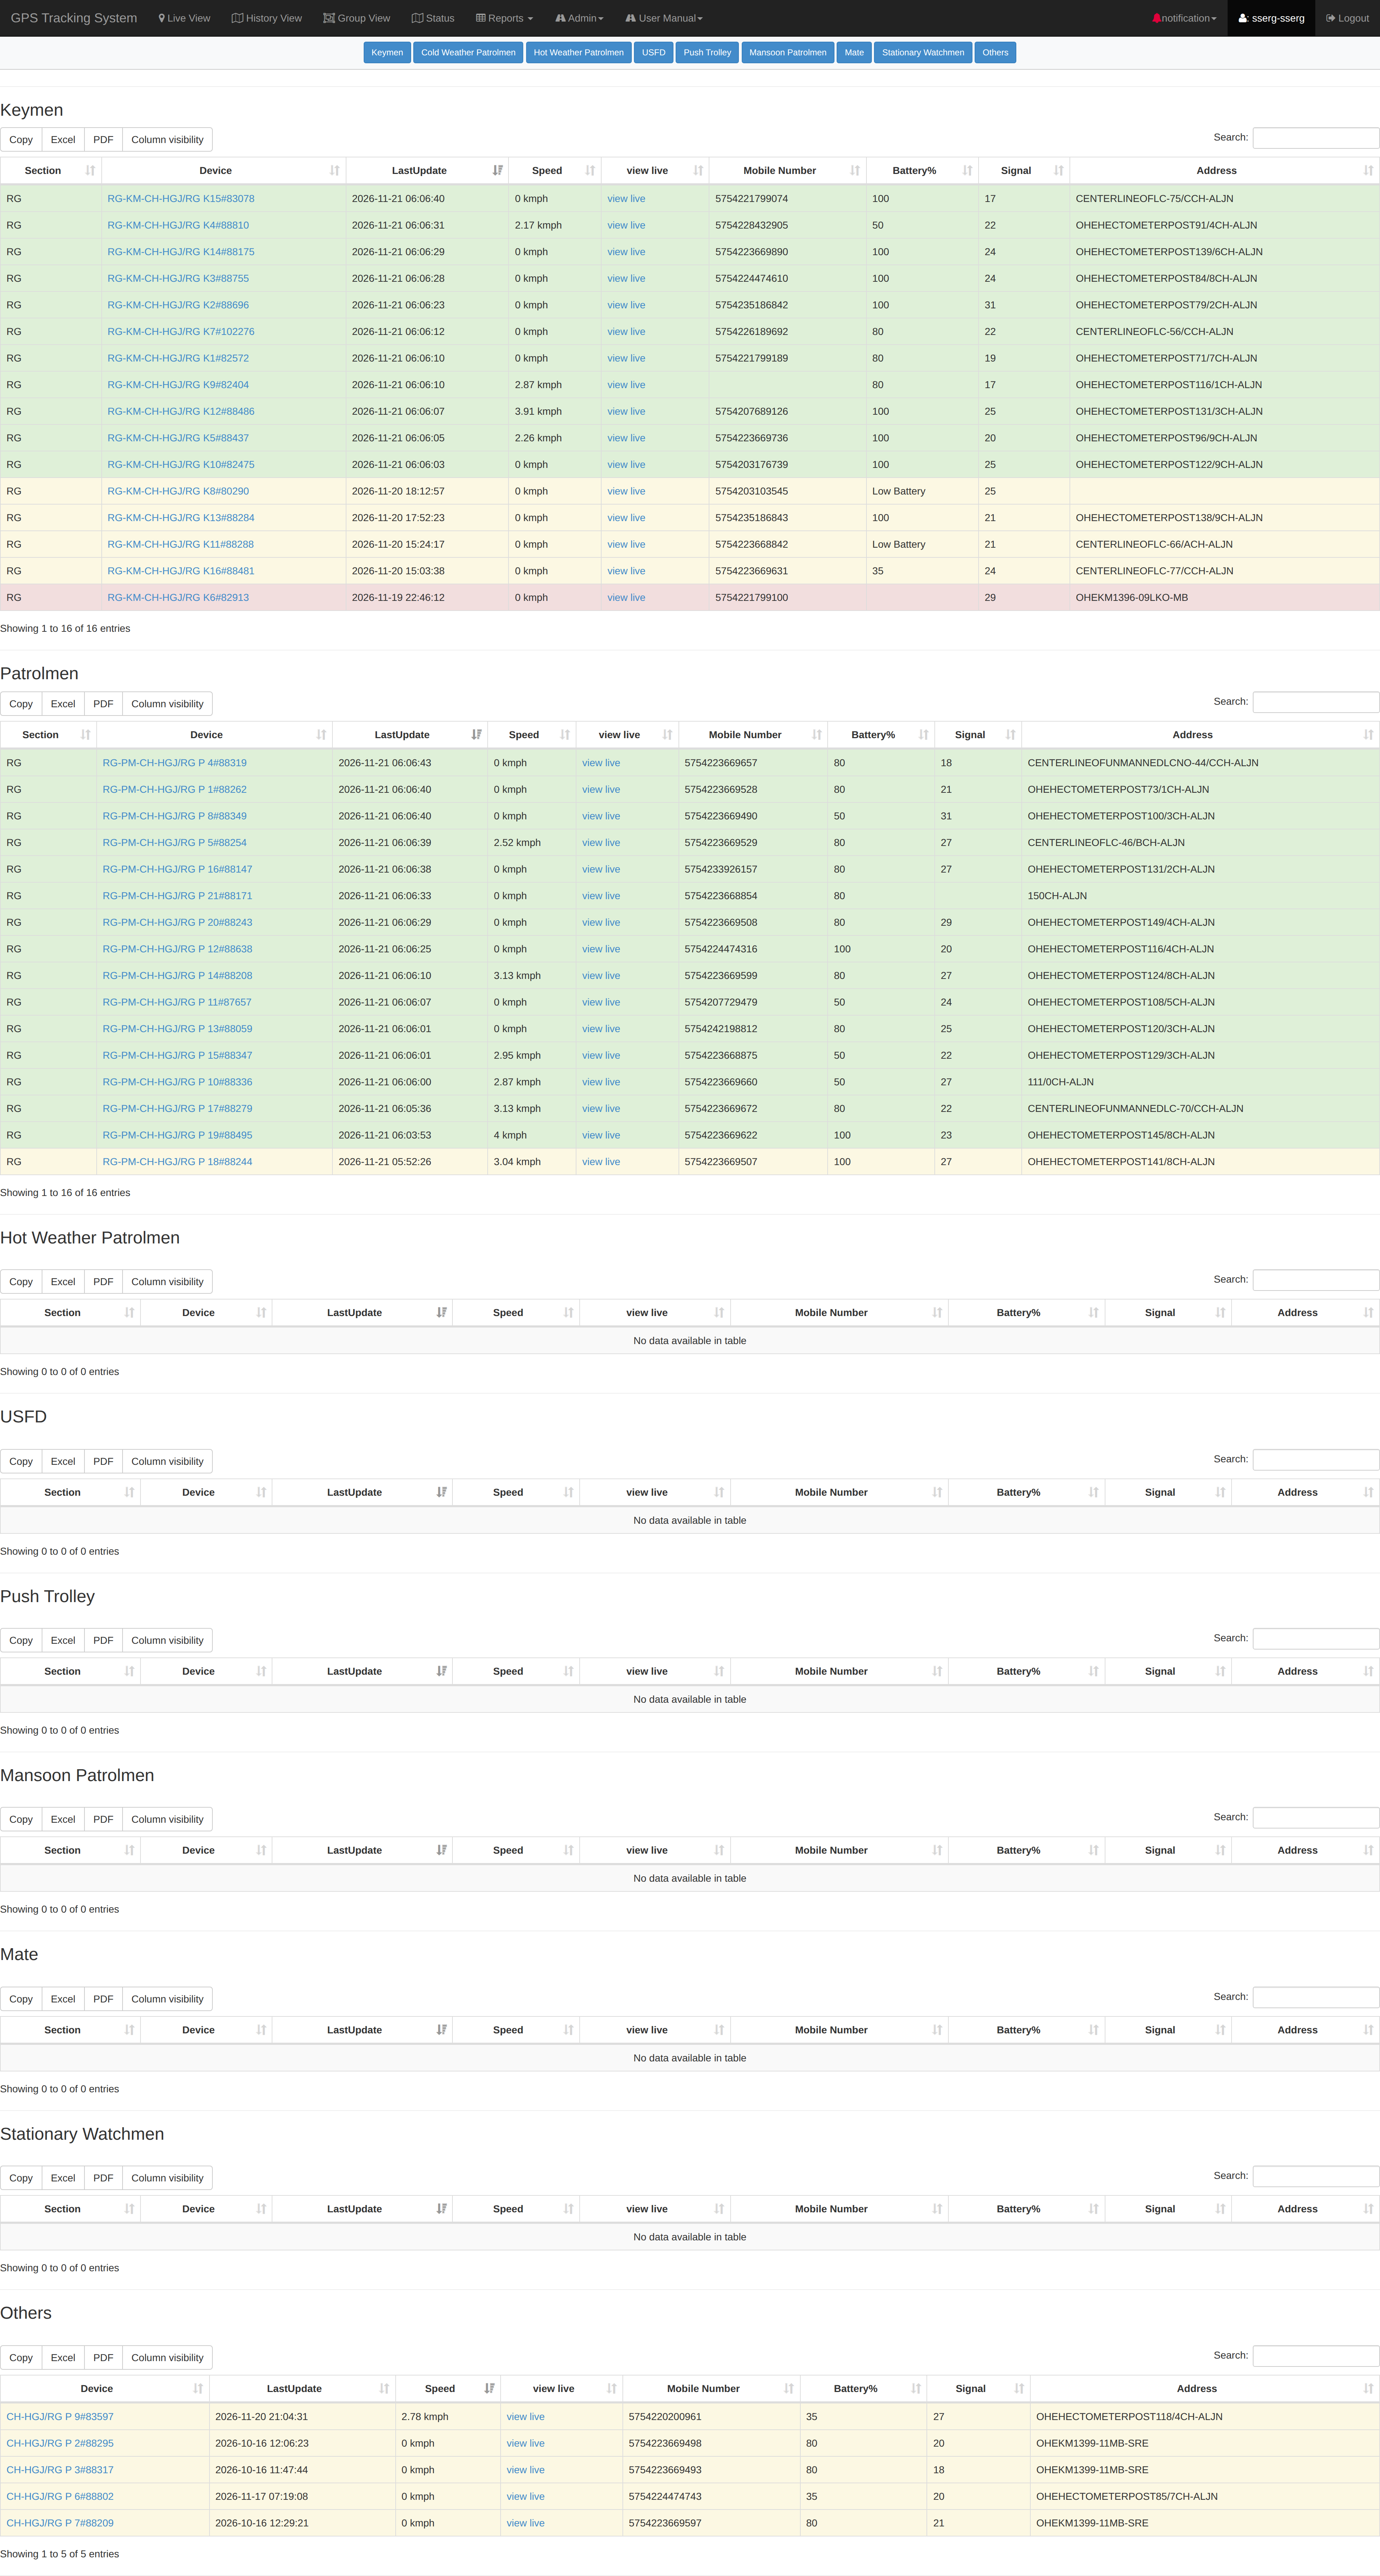 GPS Tracking System Live View History View Group View Status Reports Admin User Manual notification : sserg-sserg Logout
Keymen Cold Weather Patrolmen Hot Weather Patrolmen USFD Push Trolley Mansoon Patrolmen Mate Stationary Watchmen Others
Keymen
Copy Excel PDF Column visibility Search:
Section Device LastUpdate Speed view live Mobile Number Battery% Signal Address
RG RG-KM-CH-HGJ/RG K15#83078 2026-11-21 06:06:40 0 kmph view live 5754221799074 100 17 CENTERLINEOFLC-75/CCH-ALJN
RG RG-KM-CH-HGJ/RG K4#88810 2026-11-21 06:06:31 2.17 kmph view live 5754228432905 50 22 OHEHECTOMETERPOST91/4CH-ALJN
RG RG-KM-CH-HGJ/RG K14#88175 2026-11-21 06:06:29 0 kmph view live 5754223669890 100 24 OHEHECTOMETERPOST139/6CH-ALJN
RG RG-KM-CH-HGJ/RG K3#88755 2026-11-21 06:06:28 0 kmph view live 5754224474610 100 24 OHEHECTOMETERPOST84/8CH-ALJN
RG RG-KM-CH-HGJ/RG K2#88696 2026-11-21 06:06:23 0 kmph view live 5754235186842 100 31 OHEHECTOMETERPOST79/2CH-ALJN
RG RG-KM-CH-HGJ/RG K7#102276 2026-11-21 06:06:12 0 kmph view live 5754226189692 80 22 CENTERLINEOFLC-56/CCH-ALJN
RG RG-KM-CH-HGJ/RG K1#82572 2026-11-21 06:06:10 0 kmph view live 5754221799189 80 19 OHEHECTOMETERPOST71/7CH-ALJN
RG RG-KM-CH-HGJ/RG K9#82404 2026-11-21 06:06:10 2.87 kmph view live 80 17 OHEHECTOMETERPOST116/1CH-ALJN
RG RG-KM-CH-HGJ/RG K12#88486 2026-11-21 06:06:07 3.91 kmph view live 5754207689126 100 25 OHEHECTOMETERPOST131/3CH-ALJN
RG RG-KM-CH-HGJ/RG K5#88437 2026-11-21 06:06:05 2.26 kmph view live 5754223669736 100 20 OHEHECTOMETERPOST96/9CH-ALJN
RG RG-KM-CH-HGJ/RG K10#82475 2026-11-21 06:06:03 0 kmph view live 5754203176739 100 25 OHEHECTOMETERPOST122/9CH-ALJN
RG RG-KM-CH-HGJ/RG K8#80290 2026-11-20 18:12:57 0 kmph view live 5754203103545 Low Battery 25
RG RG-KM-CH-HGJ/RG K13#88284 2026-11-20 17:52:23 0 kmph view live 5754235186843 100 21 OHEHECTOMETERPOST138/9CH-ALJN
RG RG-KM-CH-HGJ/RG K11#88288 2026-11-20 15:24:17 0 kmph view live 5754223668842 Low Battery 21 CENTERLINEOFLC-66/ACH-ALJN
RG RG-KM-CH-HGJ/RG K16#88481 2026-11-20 15:03:38 0 kmph view live 5754223669631 35 24 CENTERLINEOFLC-77/CCH-ALJN
RG RG-KM-CH-HGJ/RG K6#82913 2026-11-19 22:46:12 0 kmph view live 5754221799100 29 OHEKM1396-09LKO-MB
Showing 1 to 16 of 16 entries
Patrolmen
Copy Excel PDF Column visibility Search:
Section Device LastUpdate Speed view live Mobile Number Battery% Signal Address
RG RG-PM-CH-HGJ/RG P 4#88319 2026-11-21 06:06:43 0 kmph view live 5754223669657 80 18 CENTERLINEOFUNMANNEDLCNO-44/CCH-ALJN
RG RG-PM-CH-HGJ/RG P 1#88262 2026-11-21 06:06:40 0 kmph view live 5754223669528 80 21 OHEHECTOMETERPOST73/1CH-ALJN
RG RG-PM-CH-HGJ/RG P 8#88349 2026-11-21 06:06:40 0 kmph view live 5754223669490 50 31 OHEHECTOMETERPOST100/3CH-ALJN
RG RG-PM-CH-HGJ/RG P 5#88254 2026-11-21 06:06:39 2.52 kmph view live 5754223669529 80 27 CENTERLINEOFLC-46/BCH-ALJN
RG RG-PM-CH-HGJ/RG P 16#88147 2026-11-21 06:06:38 0 kmph view live 5754233926157 80 27 OHEHECTOMETERPOST131/2CH-ALJN
RG RG-PM-CH-HGJ/RG P 21#88171 2026-11-21 06:06:33 0 kmph view live 5754223668854 80 150CH-ALJN
RG RG-PM-CH-HGJ/RG P 20#88243 2026-11-21 06:06:29 0 kmph view live 5754223669508 80 29 OHEHECTOMETERPOST149/4CH-ALJN
RG RG-PM-CH-HGJ/RG P 12#88638 2026-11-21 06:06:25 0 kmph view live 5754224474316 100 20 OHEHECTOMETERPOST116/4CH-ALJN
RG RG-PM-CH-HGJ/RG P 14#88208 2026-11-21 06:06:10 3.13 kmph view live 5754223669599 80 27 OHEHECTOMETERPOST124/8CH-ALJN
RG RG-PM-CH-HGJ/RG P 11#87657 2026-11-21 06:06:07 0 kmph view live 5754207729479 50 24 OHEHECTOMETERPOST108/5CH-ALJN
RG RG-PM-CH-HGJ/RG P 13#88059 2026-11-21 06:06:01 0 kmph view live 5754242198812 80 25 OHEHECTOMETERPOST120/3CH-ALJN
RG RG-PM-CH-HGJ/RG P 15#88347 2026-11-21 06:06:01 2.95 kmph view live 5754223668875 50 22 OHEHECTOMETERPOST129/3CH-ALJN
RG RG-PM-CH-HGJ/RG P 10#88336 2026-11-21 06:06:00 2.87 kmph view live 5754223669660 50 27 111/0CH-ALJN
RG RG-PM-CH-HGJ/RG P 17#88279 2026-11-21 06:05:36 3.13 kmph view live 5754223669672 80 22 CENTERLINEOFUNMANNEDLC-70/CCH-ALJN
RG RG-PM-CH-HGJ/RG P 19#88495 2026-11-21 06:03:53 4 kmph view live 5754223669622 100 23 OHEHECTOMETERPOST145/8CH-ALJN
RG RG-PM-CH-HGJ/RG P 18#88244 2026-11-21 05:52:26 3.04 kmph view live 5754223669507 100 27 OHEHECTOMETERPOST141/8CH-ALJN
Showing 1 to 16 of 16 entries
Hot Weather Patrolmen
Copy Excel PDF Column visibility Search:
Section Device LastUpdate Speed view live Mobile Number Battery% Signal Address
No data available in table
Showing 0 to 0 of 0 entries
USFD
Copy Excel PDF Column visibility Search:
Section Device LastUpdate Speed view live Mobile Number Battery% Signal Address
No data available in table
Showing 0 to 0 of 0 entries
Push Trolley
Copy Excel PDF Column visibility Search:
Section Device LastUpdate Speed view live Mobile Number Battery% Signal Address
No data available in table
Showing 0 to 0 of 0 entries
Mansoon Patrolmen
Copy Excel PDF Column visibility Search:
Section Device LastUpdate Speed view live Mobile Number Battery% Signal Address
No data available in table
Showing 0 to 0 of 0 entries
Mate
Copy Excel PDF Column visibility Search:
Section Device LastUpdate Speed view live Mobile Number Battery% Signal Address
No data available in table
Showing 0 to 0 of 0 entries
Stationary Watchmen
Copy Excel PDF Column visibility Search:
Section Device LastUpdate Speed view live Mobile Number Battery% Signal Address
No data available in table
Showing 0 to 0 of 0 entries
Others
Copy Excel PDF Column visibility Search:
Device LastUpdate Speed view live Mobile Number Battery% Signal Address
CH-HGJ/RG P 9#83597 2026-11-20 21:04:31 2.78 kmph view live 5754220200961 35 27 OHEHECTOMETERPOST118/4CH-ALJN
CH-HGJ/RG P 2#88295 2026-10-16 12:06:23 0 kmph view live 5754223669498 80 20 OHEKM1399-11MB-SRE
CH-HGJ/RG P 3#88317 2026-10-16 11:47:44 0 kmph view live 5754223669493 80 18 OHEKM1399-11MB-SRE
CH-HGJ/RG P 6#88802 2026-11-17 07:19:08 0 kmph view live 5754224474743 35 20 OHEHECTOMETERPOST85/7CH-ALJN
CH-HGJ/RG P 7#88209 2026-10-16 12:29:21 0 kmph view live 5754223669597 80 21 OHEKM1399-11MB-SRE
Showing 1 to 5 of 5 entries